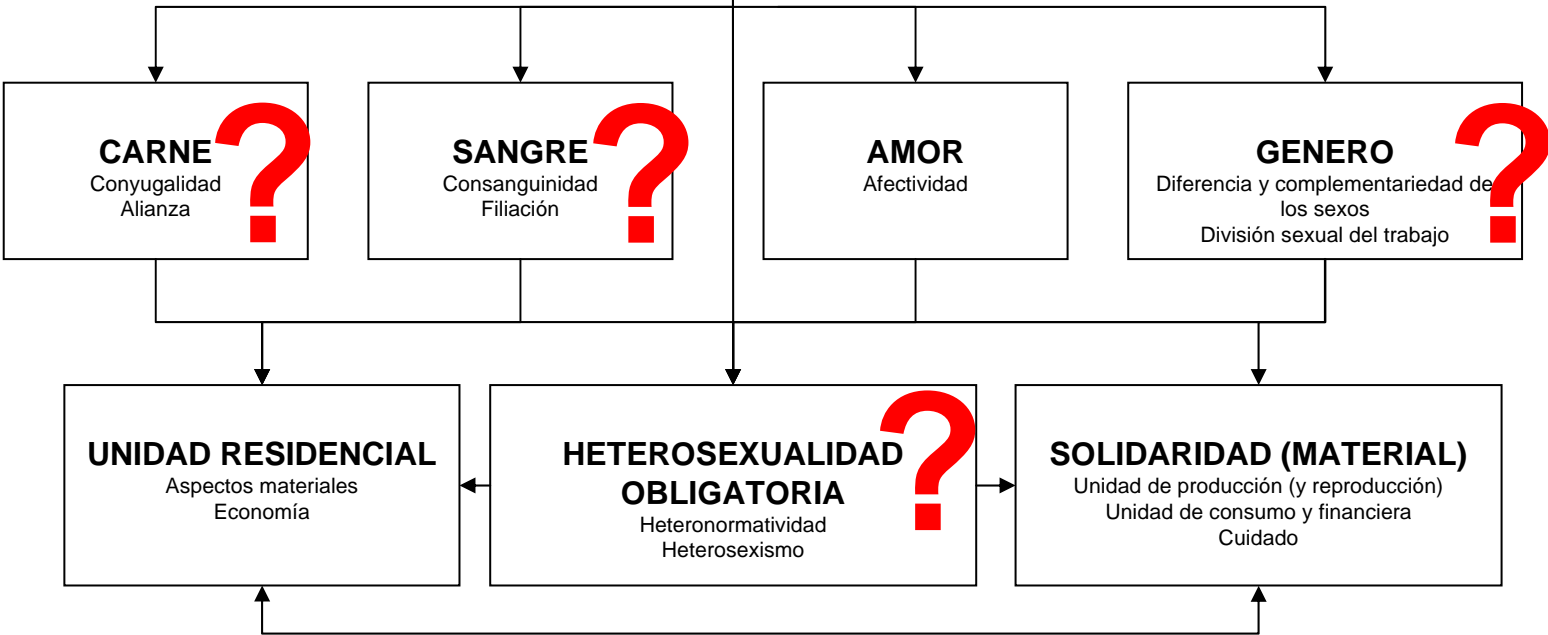 CARNE
Conyugalidad
Alianza
?
SANGRE
Consanguinidad
Filiación
?
AMOR
Afectividad
GENERO
Diferencia y complementariedad de
los sexos
División sexual del trabajo
?
UNIDAD RESIDENCIAL
Aspectos materiales
Economía
HETEROSEXUALIDAD
OBLIGATORIA
Heteronormatividad
Heterosexismo
?
SOLIDARIDAD (MATERIAL)
Unidad de producción (y reproducción)
Unidad de consumo y financiera
Cuidado